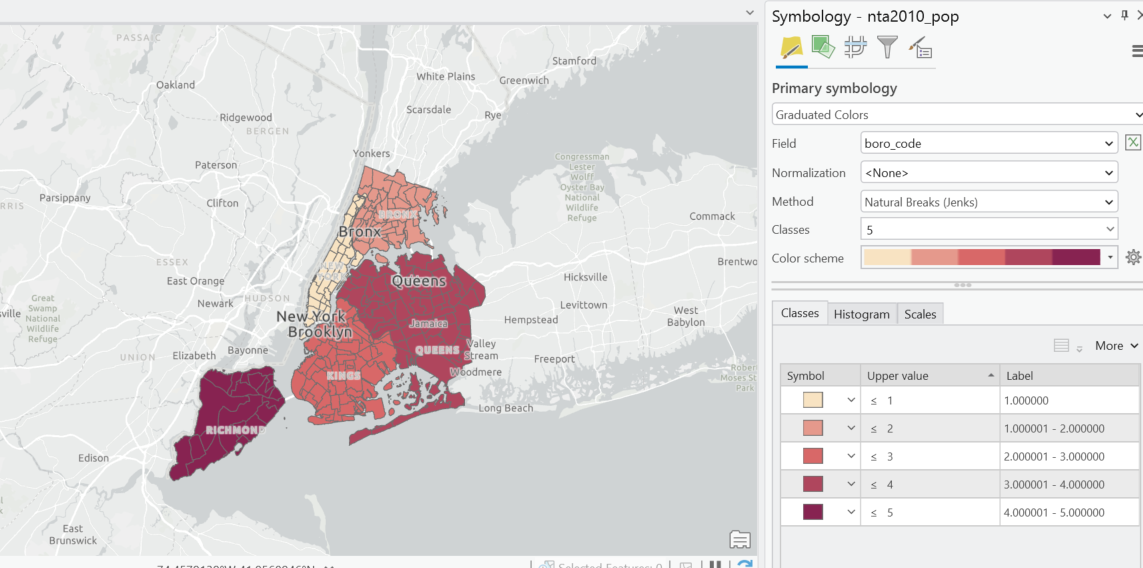 PASSAIC
Oakland
Ridgewood
BERGEN
Paterson
Parsippany
RRIS
Clifton
ESSEX
East Orange
Great
Swamp
National
Wildlife
Refuge
sville
Newark
HUDSON
UNION
Elizabeth
Bayonne
Edison
East
Brunswick
White Plains
Stamford
Greenwich
Scarsdale
Rye
Yonkers
BRONX
Bronx
Queens
New York
Brooklyn
Jamaica
QUEENS
KINGS
RICHMOND
Valley
Stream
Woodmere
Hempstead
Hicksville
Levittown
Freeport
Long Beach
Congressman
Lester
Wolff
Oyster Bay
National
Wildlife
Refuge
Commack
Brentwo
West
Babylon
Robert
Moses St
Park
Selected Features: 0
Symbology - nta2010_pop
Primary symbology
Graduated Colors
Field boro_code
Normalization <None>
Method Natural Breaks (Jenks)
Classes 5
Color scheme
Classes Histogram Scales
More
Symbol Upper value Label
≤ 1 1.000000
≤ 2 1.000001 - 2.000000
≤ 3 2.000001 - 3.000000
≤ 4 3.000001 - 4.000000
≤ 5 4.000001 - 5.000000